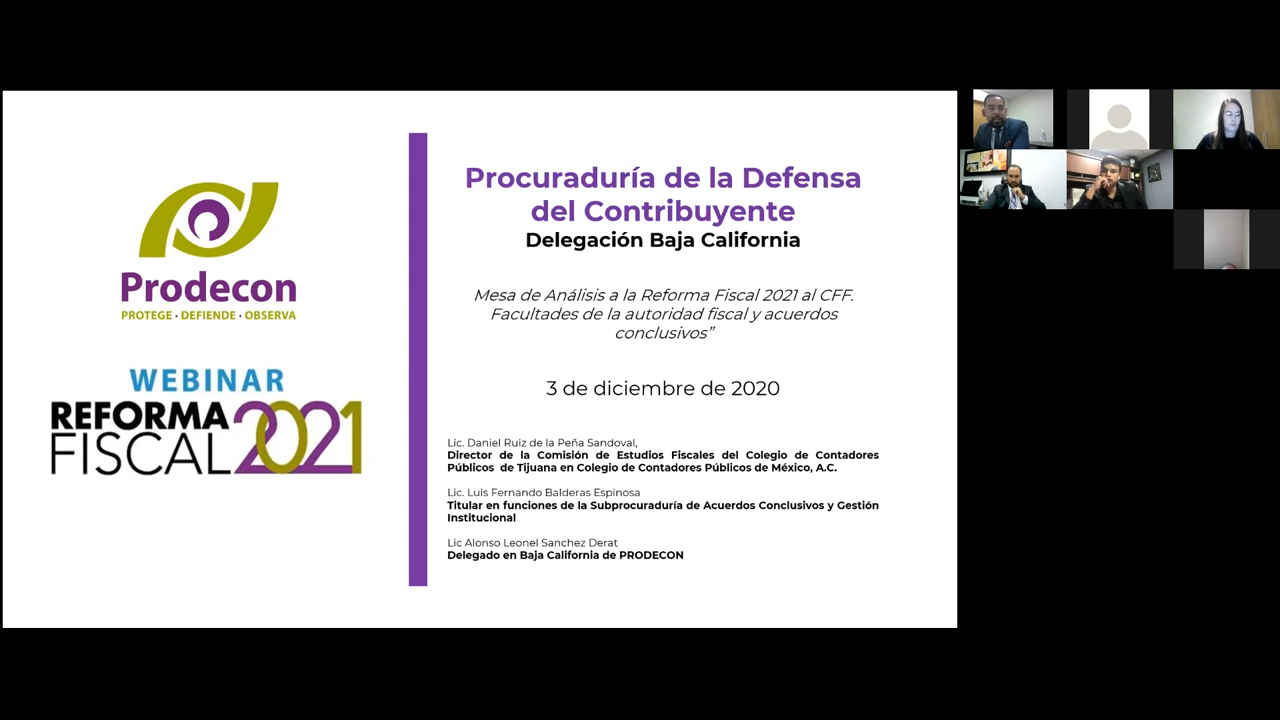 Prodecon
PROTEGE · DEFIENDE · OBSERVA
WEBINAR
REFORMA
FISCAL 2021
Procuraduría de la Defensa
del Contribuyente
Delegación Baja California
Mesa de Análisis a la Reforma Fiscal 2021 al CFF.
Facultades de la autoridad fiscal y acuerdos
conclusivos”
3 de diciembre de 2020
Lic. Daniel Ruiz de la Peña Sandoval,
Director de la Comisión de Estudios Fiscales del Colegio de Contadores
Públicos de Tijuana en Colegio de Contadores Públicos de México, A.C.
Lic. Luis Fernando Balderas Espinosa
Titular en funciones de la Subprocuraduría de Acuerdos Conclusivos y Gestión
Institucional
Lic Alonso Leonel Sanchez Derat
Delegado en Baja California de PRODECON